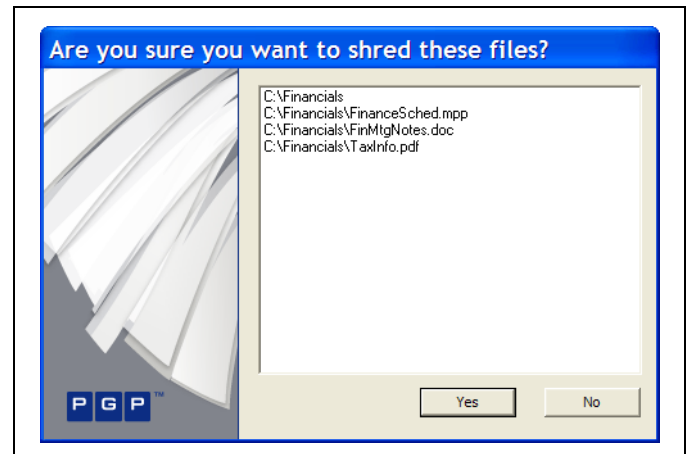 Are you sure you want to shred these files?
C:\Financials
C:\Financials\FinanceSched.mpp
C:\Financials\FinMtgNotes.doc
C:\Financials\TaxInfo.pdf
PGP™
Yes No